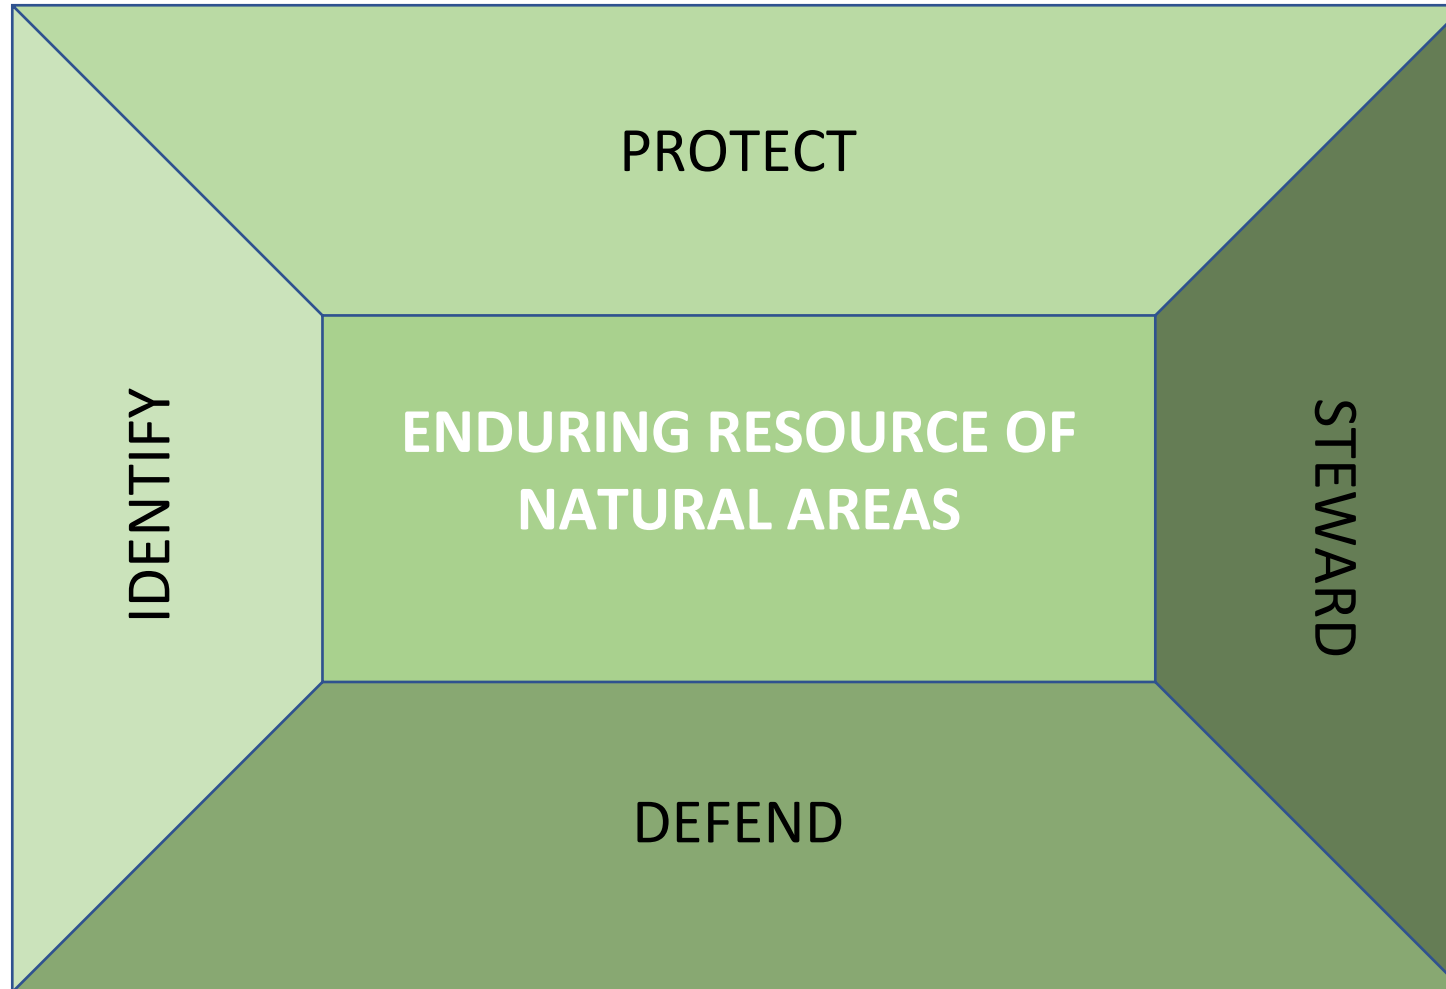 PROTECT
IDENTIFY
ENDURING RESOURCE OF
NATURAL AREAS
STEWARD
DEFEND